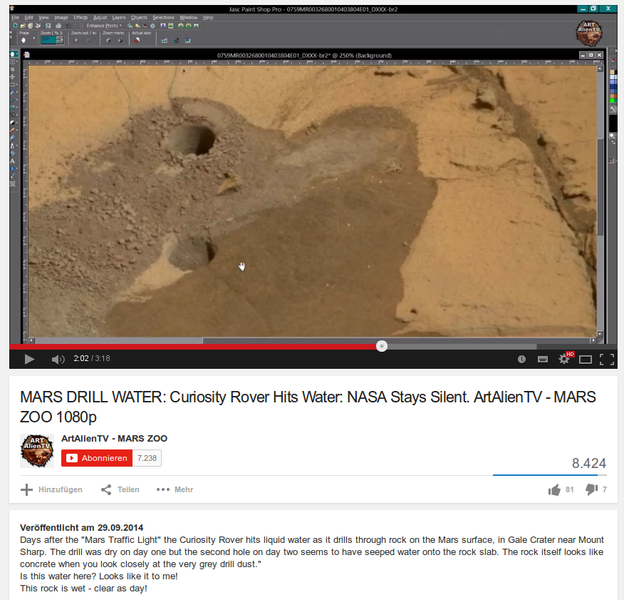 Jasc Paint Shop Pro - 0759MR0032680010403804E01_DXXX-br2
File Edit View Image Effects Adjust Layers Objects Selections Window Help
Enhance Photo
0759MR0032680010403804E01_DXXX-br2* @ 250% (Background)
ART
AlienTV
2:02 / 3:18
HD
MARS DRILL WATER: Curiosity Rover Hits Water: NASA Stays Silent. ArtAlienTV - MARS
ZOO 1080p
ART
AlienTV
ArtAlienTV - MARS ZOO
Abonnieren 7.238
8.424
Hinzufügen Teilen Mehr 81 7
Veröffentlicht am 29.09.2014
Days after the "Mars Traffic Light" the Curiosity Rover hits liquid water as it drills through rock on the Mars surface, in Gale Crater near Mount
Sharp. The drill was dry on day one but the second hole on day two seems to have seeped water onto the rock slab. The rock itself looks like
concrete when you look closely at the very grey drill dust."
Is this water here? Looks like it to me!
This rock is wet - clear as day!